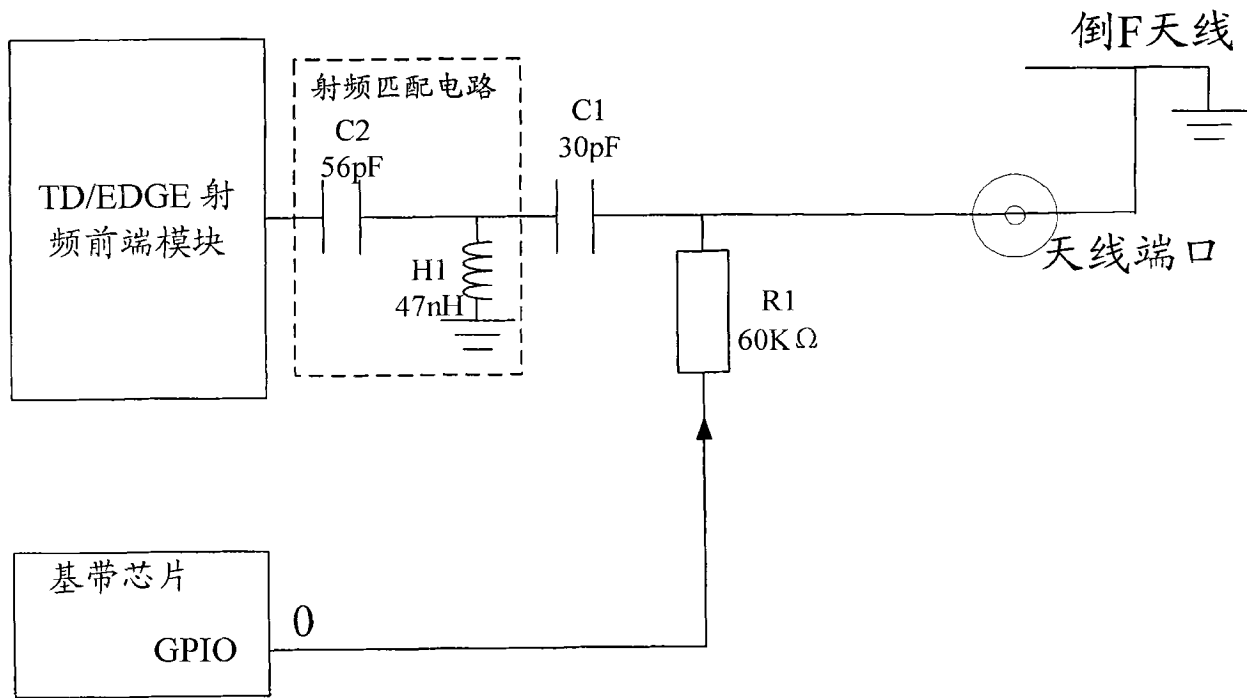 倒F天线
射频匹配电路
C2
56pF
C1
30pF
TD/EDGE 射
频前端模块
H1
47nH
天线端口
R1
60KΩ
基带芯片
GPIO
0